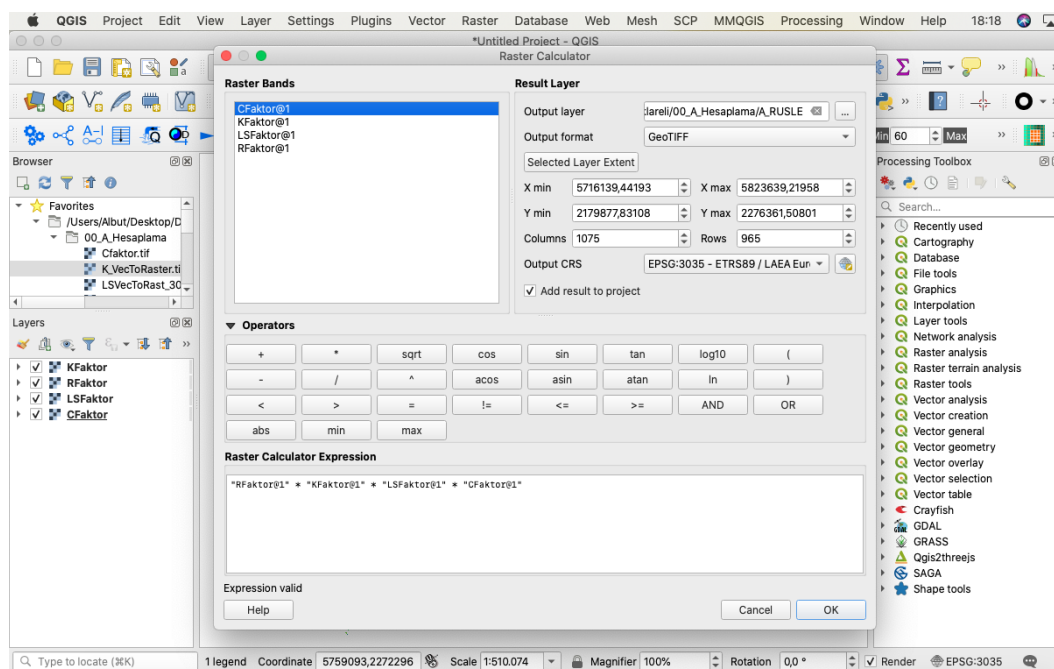 QGIS Project Edit View Layer Settings Plugins Vector Raster Database Web Mesh SCP MMQGIS Processing Window Help 18:18
*Untitled Project - QGIS
Raster Calculator
Raster Bands
CFaktor@1
KFaktor@1
LSFaktor@1
RFaktor@1
Result Layer
Output layer /00_A_Hesaplama/A_RUSLE ...
Output format GeoTIFF
Selected Layer Extent
X min 5716139,44193 X max 5823639,21958
Y min 2179877,83108 Y max 2276361,50801
Columns 1075 Rows 965
Output CRS EPSG:3035 - ETRS89 / LAEA
Add result to project
Operators
+ * sqrt cos sin tan log10 (
- / ^ acos asin atan ln )
< > = != <= >= AND OR
abs min max
Raster Calculator Expression
"RFaktor@1" * "KFaktor@1" * "LSFaktor@1" * "CFaktor@1"
Expression valid
Help Cancel OK
Min 60 Max
Browser
Favorites
/Users/Albut/Desktop/D
00_A_Hesaplama
Cfaktor.tif
K_VecToRaster.ti
LSVecToRast_30
Layers
KFaktor
RFaktor
LSFaktor
CFaktor
Processing Toolbox
Search...
Recently used
Cartography
Database
File tools
Graphics
Interpolation
Layer tools
Network analysis
Raster analysis
Raster terrain analysis
Raster tools
Vector analysis
Vector creation
Vector general
Vector geometry
Vector overlay
Vector selection
Vector table
Crayfish
GDAL
GRASS
Qgis2threejs
SAGA
Shape tools
Type to locate (⌘K) 1 legend Coordinate 5759093,2272296 Scale 1:510.074 Magnifier 100% Rotation 0,0 ° Render EPSG:3035